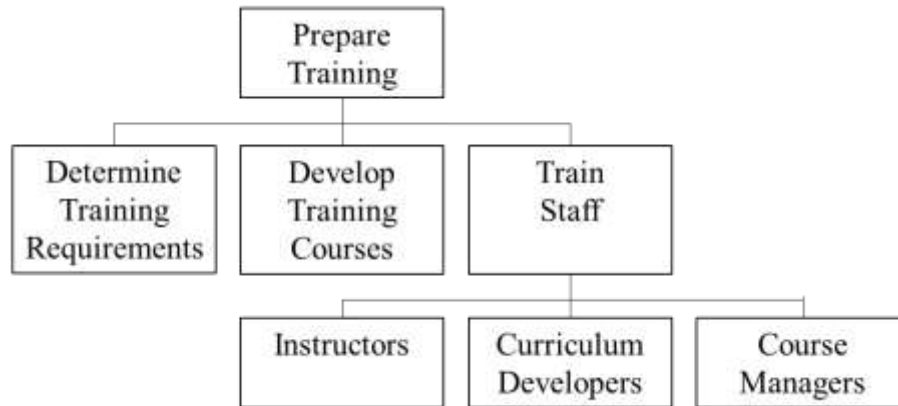 Prepare
Training
Determine
Training
Requirements
Develop
Training
Courses
Train
Staff
Instructors
Curriculum
Developers
Course
Managers